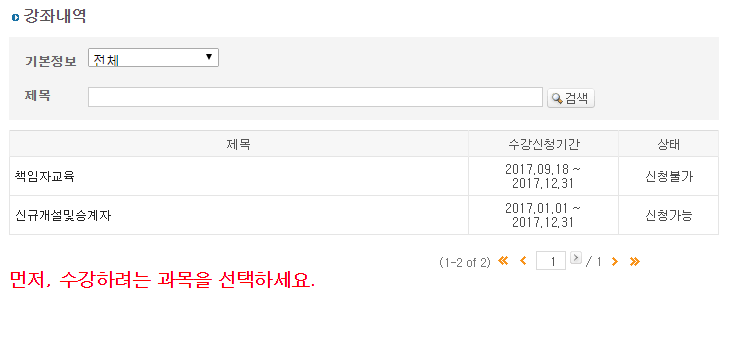 강좌내역
기본정보 전체
제목 검색
제목 수강신청기간 상태
책임자교육 2017.09.18 ~ 2017.12.31 신청불가
신규개설및승계자 2017.01.01 ~ 2017.12.31 신청가능
(1-2 of 2) 1 / 1
먼저, 수강하려는 과목을 선택하세요.